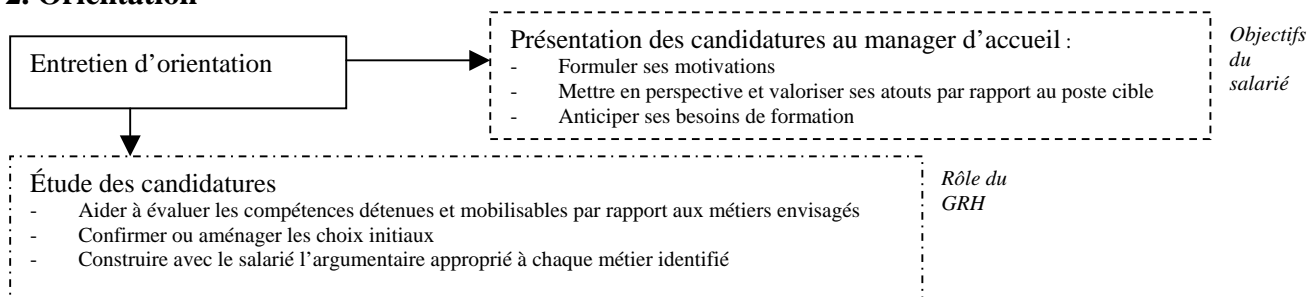 2. Orientation
Entretien d’orientation
Présentation des candidatures au manager d’accueil :
- Formuler ses motivations
- Mettre en perspective et valoriser ses atouts par rapport au poste cible
- Anticiper ses besoins de formation
Objectifs
du
salarié
Étude des candidatures
- Aider à évaluer les compétences détenues et mobilisables par rapport aux métiers envisagés
- Confirmer ou aménager les choix initiaux
- Construire avec le salarié l’argumentaire approprié à chaque métier identifié
Rôle du
GRH